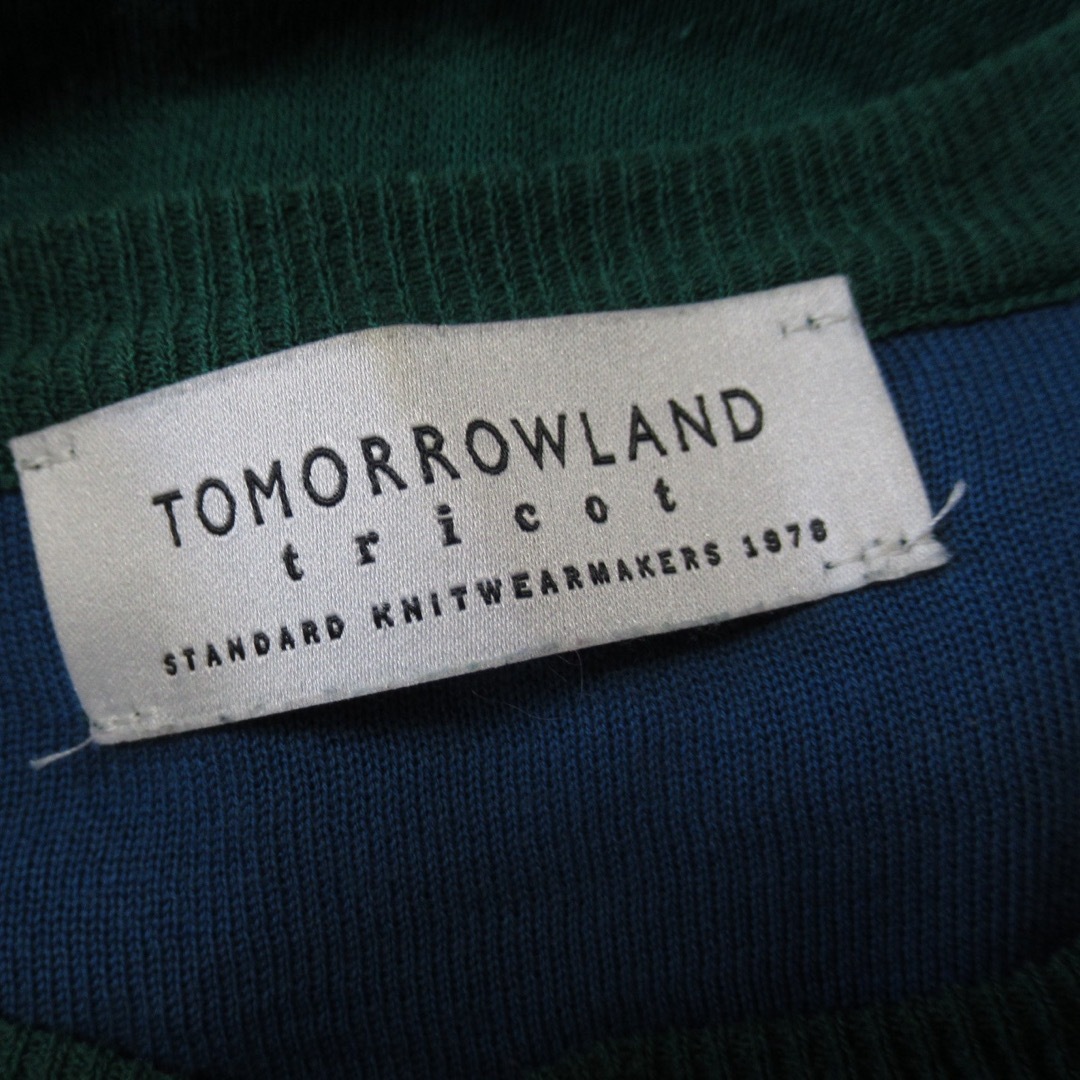 TOMORROWLAND
tricot
STANDARD KNITWEARMAKERS 1978